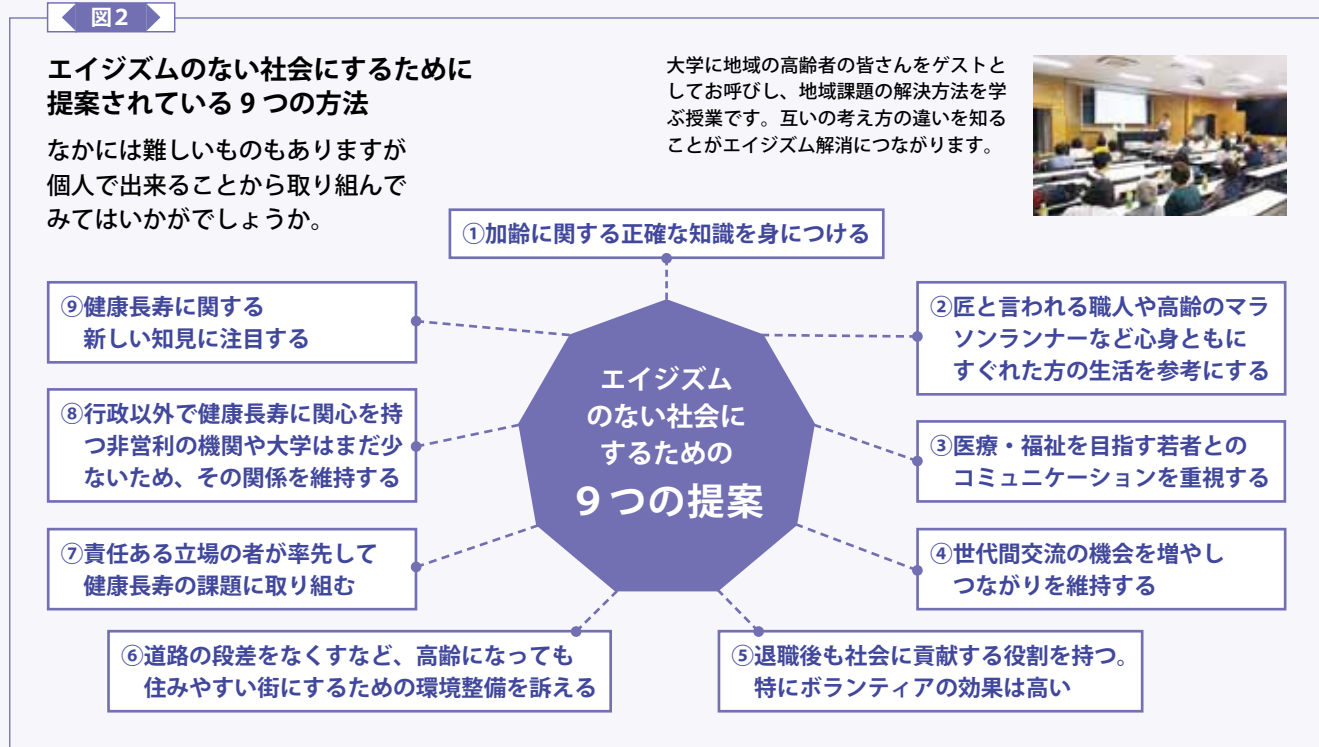 図2
エイジズムのない社会にするために
提案されている9つの方法
なかには難しいものもありますが
個人で出来ることから取り組んで
みてはいかがでしょうか。
大学に地域の高齢者の皆さんをゲストと
してお呼びし、地域課題の解決方法を学
ぶ授業です。互いの考え方の違いを知る
ことがエイジズム解消につながります。
①加齢に関する正確な知識を身につける
②匠と言われる職人や高齢のマラ
ソンランナーなど心身ともに
すぐれた方の生活を参考にする
③医療・福祉を目指す若者との
コミュニケーションを重視する
④世代間交流の機会を増やし
つながりを維持する
⑤退職後も社会に貢献する役割を持つ。
特にボランティアの効果は高い
⑥道路の段差をなくすなど、高齢になっても
住みやすい街にするための環境整備を訴える
⑦責任ある立場の者が率先して
健康長寿の課題に取り組む
⑧行政以外で健康長寿に関心を持
つ非営利の機関や大学はまだ少
ないため、その関係を維持する
⑨健康長寿に関する
新しい知見に注目する
エイジズム
のない社会に
するための
9つの提案